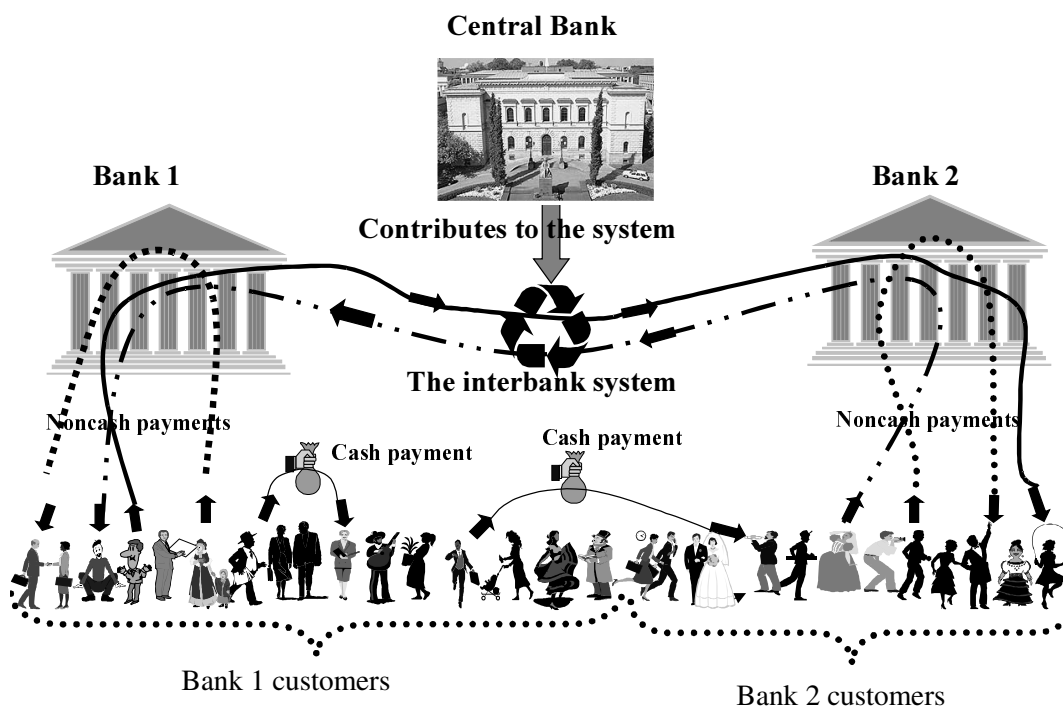 Central Bank
Bank 1
Bank 2
Contributes to the system
The interbank system
Noncash payments
Noncash payments
Cash payment
Cash payment
Bank 1 customers
Bank 2 customers